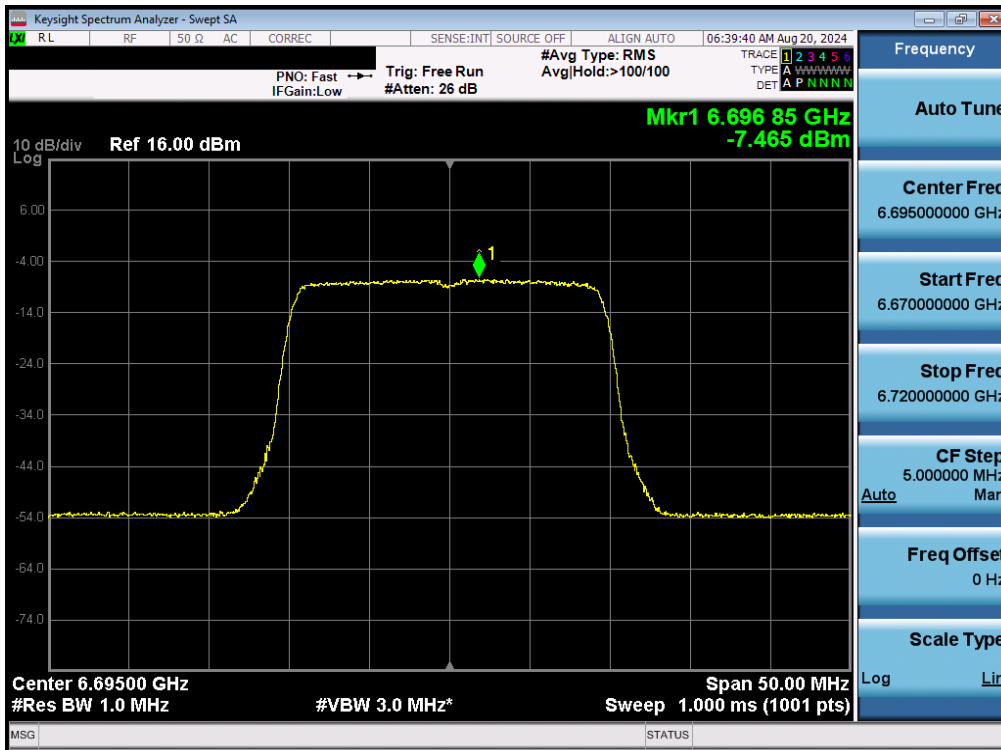 Keysight Spectrum Analyzer - Swept SA
LXI RL RF 50 Ω AC CORREC SENSE:INT SOURCE OFF ALIGN AUTO 06:39:40 AM Aug 20, 2024
PNO: Fast
IFGain:Low
Trig: Free Run
#Atten: 26 dB
#Avg Type: RMS
Avg|Hold:>100/100
TRACE 1 2 3 4 5 6
TYPE A WWWWW
DET A P N N N N
Mkr1 6.696 85 GHz
-7.465 dBm
10 dB/div Ref 16.00 dBm
Log
6.00
-4.00
-14.0
-24.0
-34.0
-44.0
-54.0
-64.0
-74.0
1
Center 6.69500 GHz Span 50.00 MHz
#Res BW 1.0 MHz #VBW 3.0 MHz* Sweep 1.000 ms (1001 pts)
MSG STATUS
Frequency
Auto Tune
Center Freq
6.695000000 GHz
Start Freq
6.670000000 GHz
Stop Freq
6.720000000 GHz
CF Step
5.000000 MHz
Auto Man
Freq Offset
0 Hz
Scale Type
Log Lin